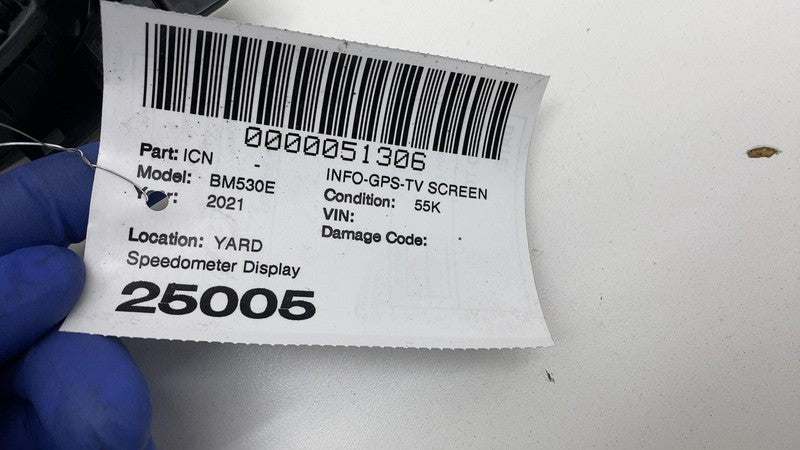 0000051306
Part: ICN - INFO-GPS-TV SCREEN
Model: BM530E Condition: 55K
Year: 2021 VIN:
Damage Code:
Location: YARD
Speedometer Display
25005